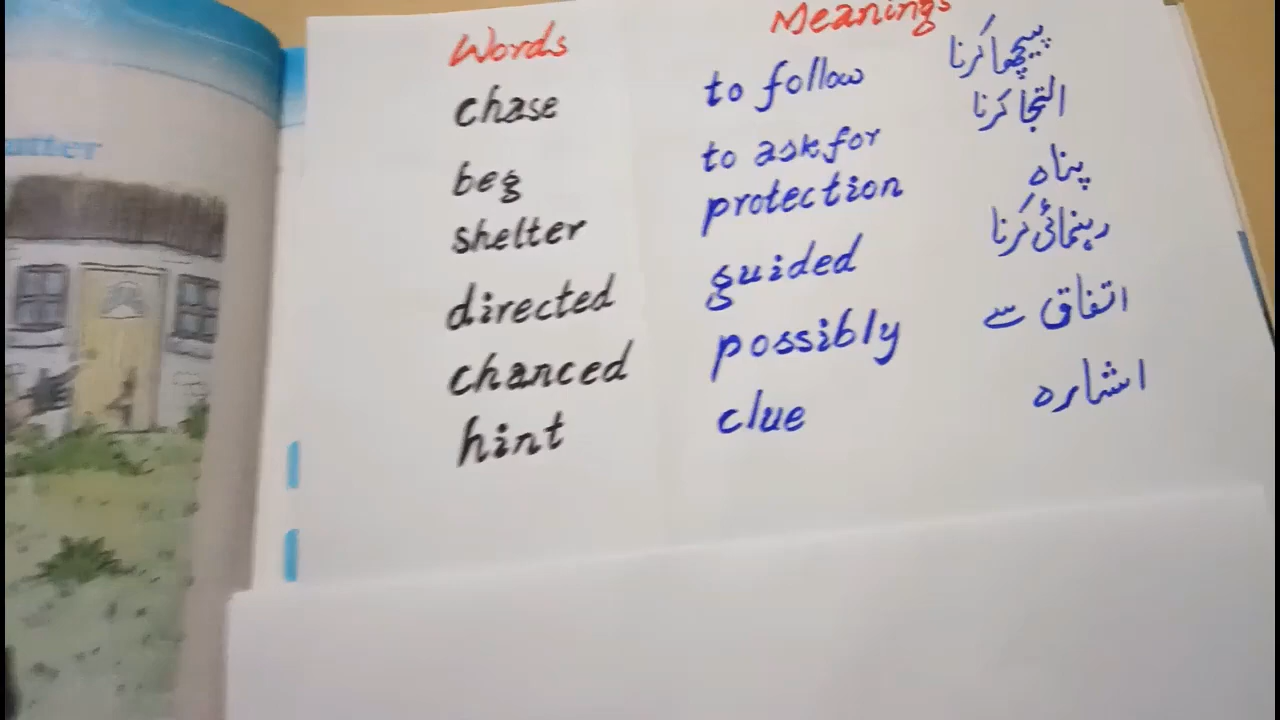 Words Meanings
chase to follow پیچھا کرنا
beg to ask for التجا کرنا
shelter protection پناہ
directed guided رہنمائی کرنا
chanced possibly اتفاق سے
hint clue اشارہ